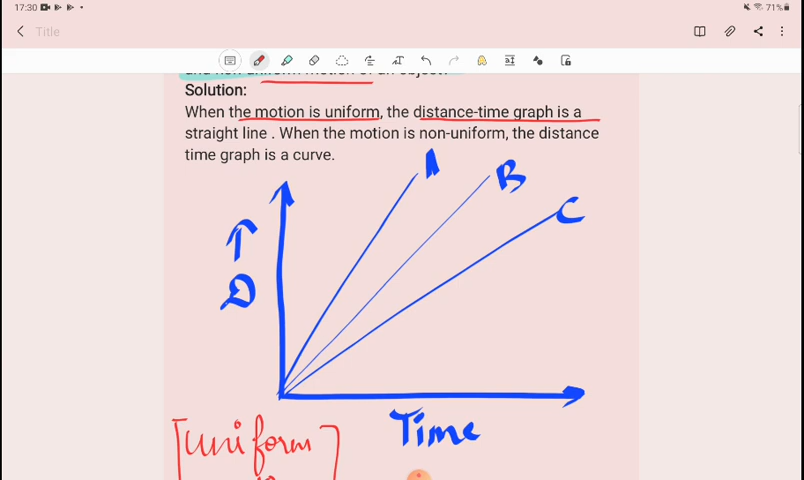 17:30
71%
Title
Solution:
When the motion is uniform, the distance-time graph is a
straight line . When the motion is non-uniform, the distance
time graph is a curve.
A
B
C
D
Time
[uniform]